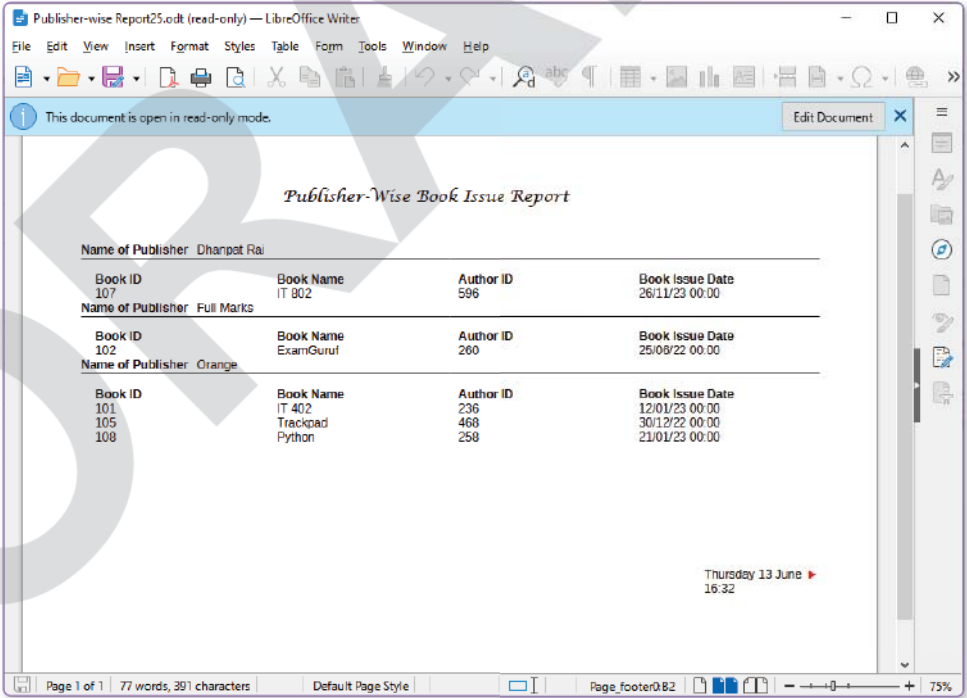 Publisher-wise Report25.odt (read-only) — LibreOffice Writer
File Edit View Insert Format Styles Table Form Tools Window Help
This document is open in read-only mode. Edit Document
Publisher-Wise Book Issue Report
Name of Publisher Dhanpat Rai
Book ID Book Name Author ID Book Issue Date
107 IT 802 596 26/11/23 00:00
Name of Publisher Full Marks
Book ID Book Name Author ID Book Issue Date
102 ExamGuruf 260 25/06/22 00:00
Name of Publisher Orange
Book ID Book Name Author ID Book Issue Date
101 IT 402 236 12/01/23 00:00
105 Trackpad 468 30/12/22 00:00
108 Python 258 21/01/23 00:00
Thursday 13 June
16:32
Page 1 of 1 77 words, 391 characters Default Page Style Page_footer0:B2 75%